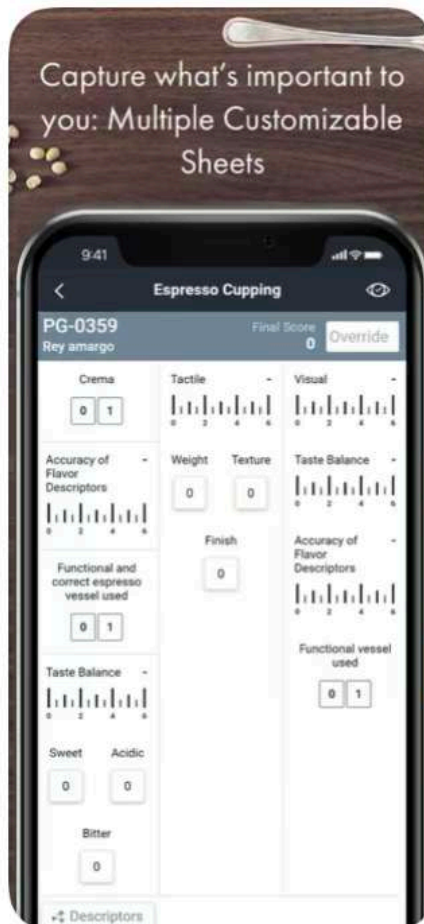 Capture what's important to
you: Multiple Customizable
Sheets
9:41
Espresso Cupping
PG-0359
Rey amargo
Final Score
0
Override
Crema
0 1
Accuracy of -
Flavor
Descriptors
0 2 4 6
Functional and
correct espresso
vessel used
0 1
Taste Balance -
0 2 4 6
Sweet Acidic
0 0
Bitter
0
Tactile -
0 2 4 6
Weight Texture
0 0
Finish
0
Visual -
0 2 4 6
Taste Balance -
0 2 4 6
Accuracy of -
Flavor
Descriptors
0 2 4 6
Functional vessel
used
0 1
Descriptors